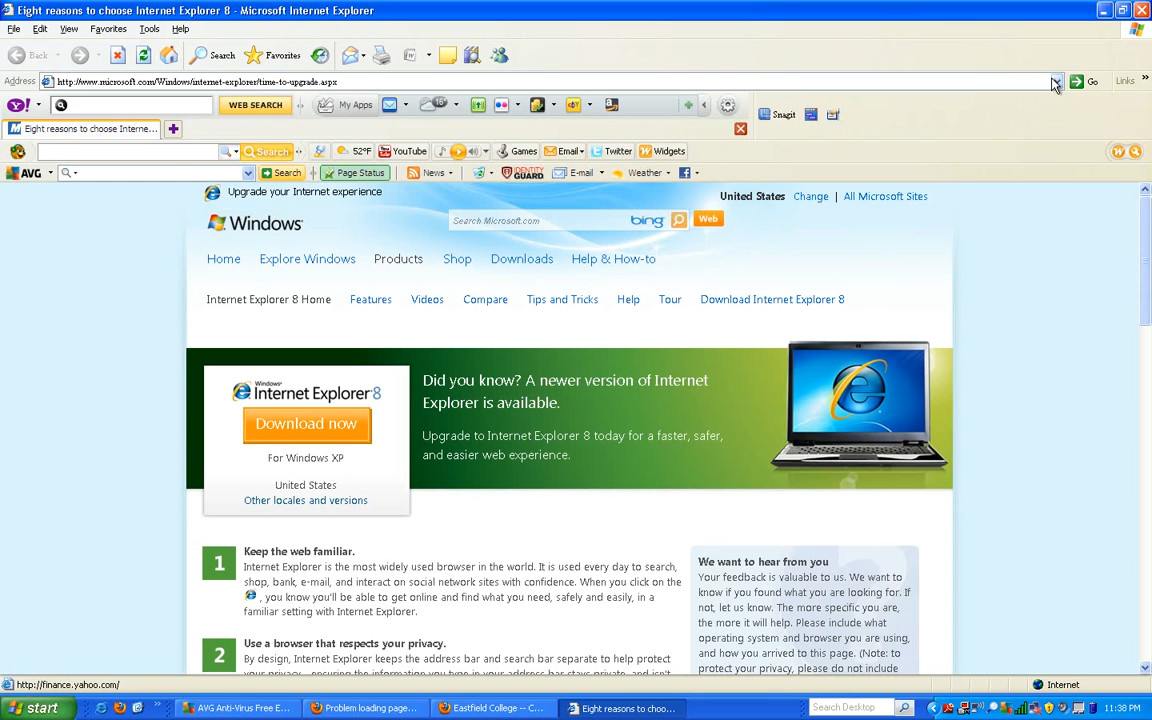 Eight reasons to choose Internet Explorer 8 - Microsoft Internet Explorer
File Edit View Favorites Tools Help
Back Search Favorites
Address http://www.microsoft.com/Windows/internet-explorer/time-to-upgrade.aspx Go Links »
Y! WEB SEARCH My Apps 16° Snagit
Eight reasons to choose Interne...
Search 52°F YouTube Games Email Twitter Widgets
AVG Search Page Status News IDENTITY GUARD E-mail Weather
Upgrade your Internet experience
United States Change | All Microsoft Sites
Windows Search Microsoft.com bing Web
Home Explore Windows Products Shop Downloads Help & How-to
Internet Explorer 8 Home Features Videos Compare Tips and Tricks Help Tour Download Internet Explorer 8
Windows
Internet Explorer 8
Download now
For Windows XP
United States
Other locales and versions
Did you know? A newer version of Internet
Explorer is available.
Upgrade to Internet Explorer 8 today for a faster, safer,
and easier web experience.
1 Keep the web familiar.
Internet Explorer is the most widely used browser in the world. It is used every day to search,
shop, bank, e-mail, and interact on social network sites with confidence. When you click on the
, you know you'll be able to get online and find what you need, safely and easily, in a
familiar setting with Internet Explorer.
2 Use a browser that respects your privacy.
By design, Internet Explorer keeps the address bar and search bar separate to help protect
your privacy - ensuring the information you type in your address bar stays private and isn't
We want to hear from you
Your feedback is valuable to us. We want to
know if you found what you are looking for. If
not, let us know. The more specific you are,
the more it will help. Please include what
operating system and browser you are using,
and how you arrived to this page. (Note: to
protect your privacy, please do not include
http://finance.yahoo.com/ Internet
start AVG Anti-Virus Free E... Problem loading page... Eastfield College -- C... Eight reasons to choo... Search Desktop 11:38 PM